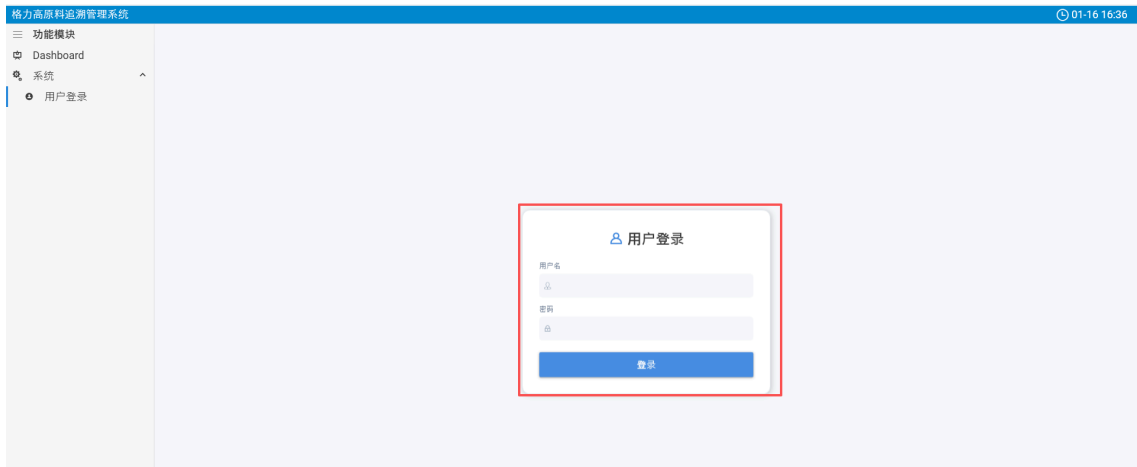 格力高原料追溯管理系统
01-16 16:36
功能模块
Dashboard
系统
用户登录
用户登录
用户名
密码
登录